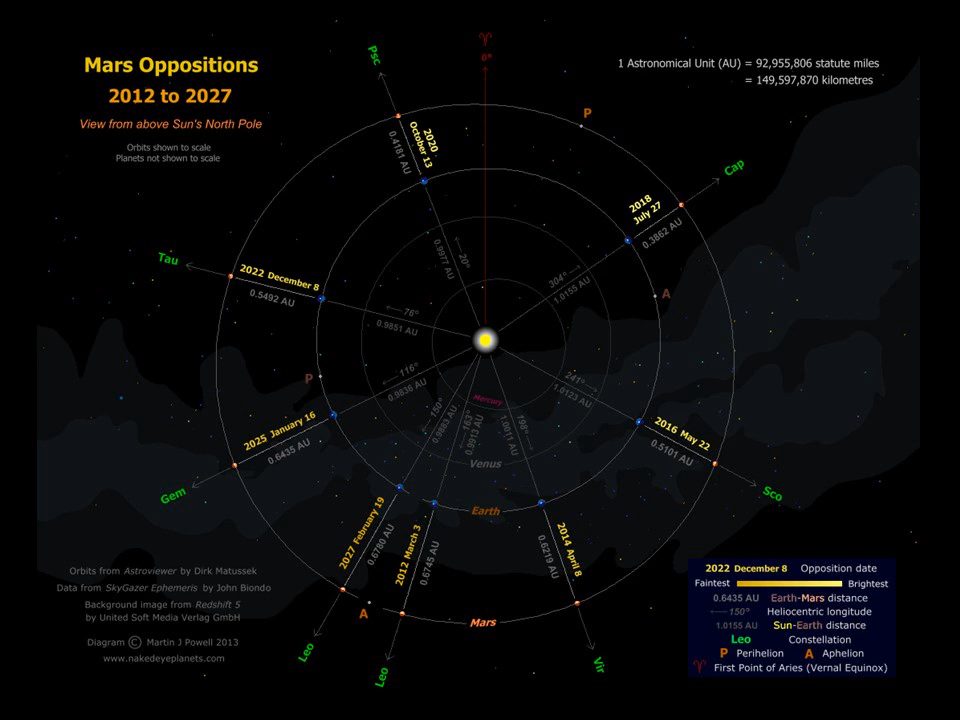 Mars Oppositions
2012 to 2027
View from above Sun's North Pole
Orbits shown to scale
Planets not shown to scale
1 Astronomical Unit (AU) = 92,955,806 statute miles
= 149,597,870 kilometres
Psc
♈
0°
P
2020
October 13
0.4181 AU
Cap
2018
July 27
0.3862 AU
20°
0.9977 AU
304°
1.0155 AU
Tau
2022 December 8
0.5492 AU
76°
0.9851 AU
A
P
116°
0.9836 AU
241°
1.0123 AU
Mercury
150°
0.9883 AU
163°
0.9913 AU
198°
1.0011 AU
Venus
2025 January 16
0.6435 AU
Gem
2016 May 22
0.5101 AU
Sco
Earth
2027 February 19
0.6780 AU
2012 March 3
0.6745 AU
2014 April 8
0.6219 AU
A
Mars
Leo
Leo
Vir
Orbits from Astroviewer by Dirk Matussek
Data from SkyGazer Ephemeris by John Biondo
Background image from Redshift 5
by United Soft Media Verlag GmbH
Diagram © Martin J Powell 2013
www.nakedeyeplanets.com
2022 December 8 Opposition date
Faintest Brightest
0.6435 AU Earth-Mars distance
150° Heliocentric longitude
1.0155 AU Sun-Earth distance
Leo Constellation
P Perihelion A Aphelion
♈ First Point of Aries (Vernal Equinox)